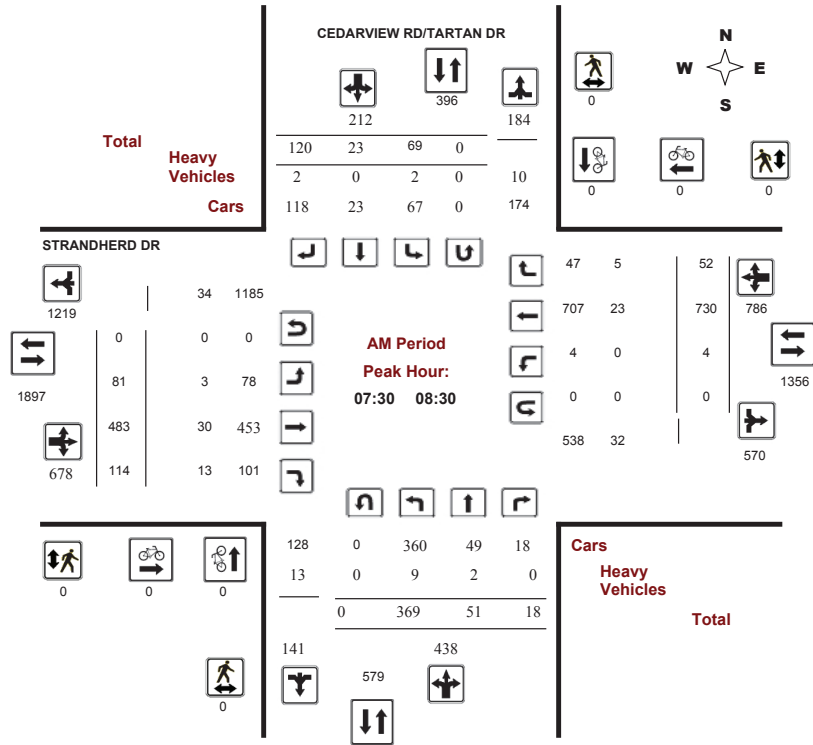 CEDARVIEW RD/TARTAN DR
N
W E
S
396
0
212 184
Total
120 23 69 0
Heavy
Vehicles
2 0 2 0 10
Cars
118 23 67 0 174
0 0 0
STRANDHERD DR
1219
34 1185
47 5 52
707 23 730 786
0 0 0
AM Period
Peak Hour:
07:30 08:30
81 3 78
4 0 4
1897
1356
0 0 0
483 30 453
538 32
570
678
114 13 101
128 0 360 49 18
Cars
13 0 9 2 0
Heavy
Vehicles
0 0 0
0 369 51 18
Total
141 438
579
0